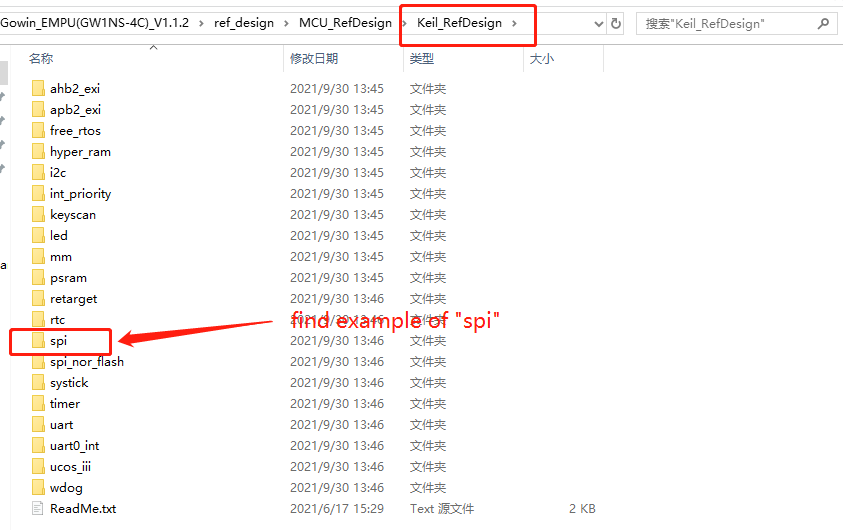 Gowin_EMPU(GW1NS-4C)_V1.1.2 › ref_design › MCU_RefDesign › Keil_RefDesign › 搜索"Keil_RefDesign"
名称 修改日期 类型 大小
ahb2_exi 2021/9/30 13:45 文件夹
apb2_exi 2021/9/30 13:45 文件夹
free_rtos 2021/9/30 13:45 文件夹
hyper_ram 2021/9/30 13:45 文件夹
i2c 2021/9/30 13:45 文件夹
int_priority 2021/9/30 13:45 文件夹
keyscan 2021/9/30 13:45 文件夹
led 2021/9/30 13:45 文件夹
a
mm 2021/9/30 13:45 文件夹
psram 2021/9/30 13:45 文件夹
retarget 2021/9/30 13:46 文件夹
rtc 2021/9/30 13:46 文件夹
find example of "spi"
spi 2021/9/30 13:46 文件夹
spi_nor_flash 2021/9/30 13:46 文件夹
systick 2021/9/30 13:46 文件夹
timer 2021/9/30 13:46 文件夹
uart 2021/9/30 13:46 文件夹
uart0_int 2021/9/30 13:46 文件夹
ucos_iii 2021/9/30 13:46 文件夹
wdog 2021/9/30 13:46 文件夹
ReadMe.txt 2021/6/17 15:29 Text 源文件 2 KB